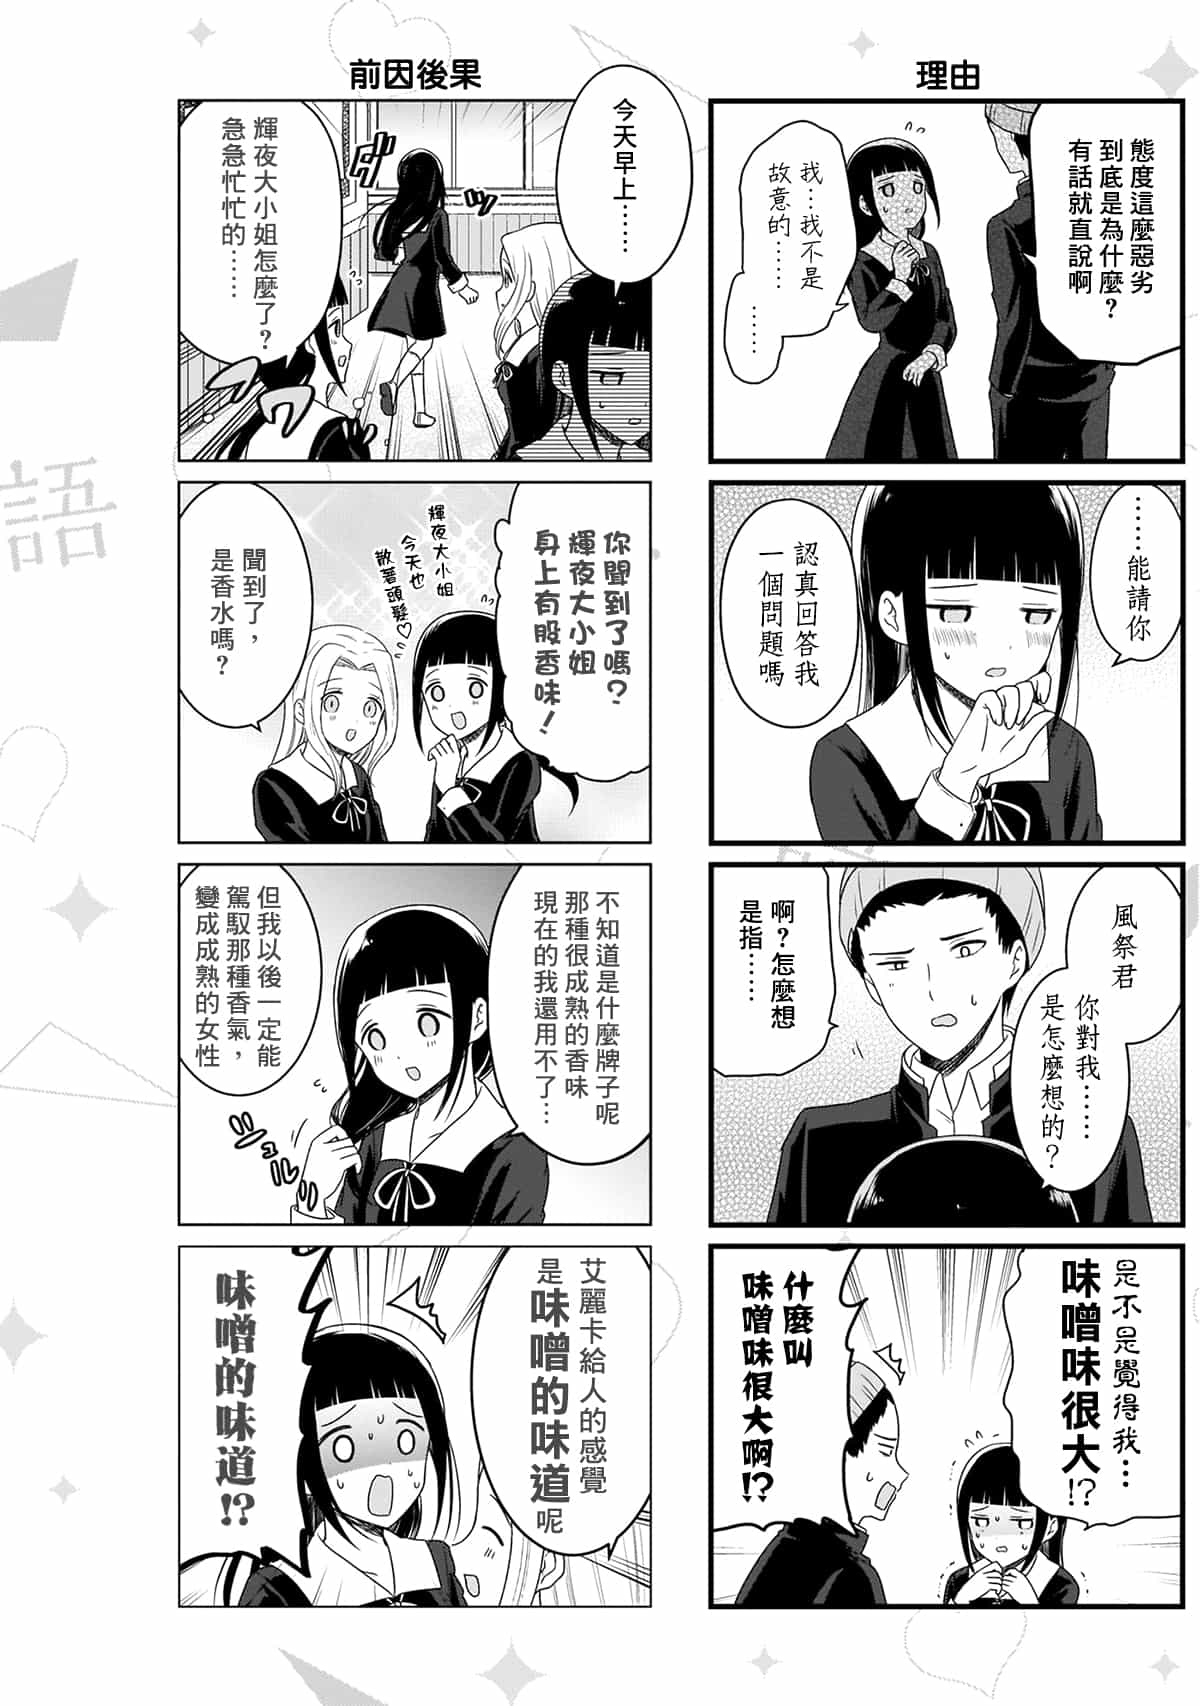 理由
態度這麼惡劣
到底是為什麼?
有話就直說啊
我…我不是
故意的……
……
……能請你
認真回答我
一個問題嗎
風祭君
你對我……
是怎麼想的?
啊?怎麼想
是指……
是不是覺得我…
味噌味很大!?
什麼叫
味噌味很大啊!?
前因後果
今天早上……
輝夜大小姐怎麼了?
急急忙忙的……
你聞到了嗎?
輝夜大小姐
身上有股香味!
輝夜大小姐
今天也
散著頭髮♡
聞到了,
是香水嗎?
不知道是什麼牌子呢
那種很成熟的香味
現在的我還用不了…
但我以後一定能
駕馭那種香氣,
變成成熟的女性
ジュルルル
艾麗卡給人的感覺
是味噌的味道呢
味噌的味道!?
語